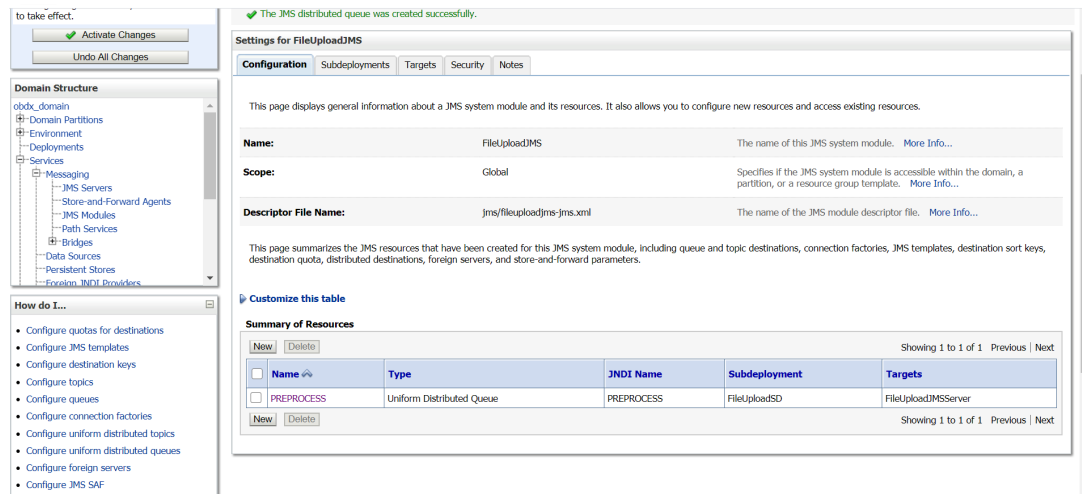 to take effect.
Activate Changes
Undo All Changes
Domain Structure
obdx_domain
Domain Partitions
Environment
Deployments
Services
Messaging
JMS Servers
Store-and-Forward Agents
JMS Modules
Path Services
Bridges
Data Sources
Persistent Stores
Foreign JNDI Providers
How do I...
Configure quotas for destinations
Configure JMS templates
Configure destination keys
Configure topics
Configure queues
Configure connection factories
Configure uniform distributed topics
Configure uniform distributed queues
Configure foreign servers
Configure JMS SAF
The JMS distributed queue was created successfully.
Settings for FileUploadJMS
Configuration Subdeployments Targets Security Notes
This page displays general information about a JMS system module and its resources. It also allows you to configure new resources and access existing resources.
Name: FileUploadJMS The name of this JMS system module. More Info...
Scope: Global Specifies if the JMS system module is accessible within the domain, a
partition, or a resource group template. More Info...
Descriptor File Name: jms/fileuploadjms-jms.xml The name of the JMS module descriptor file. More Info...
This page summarizes the JMS resources that have been created for this JMS system module, including queue and topic destinations, connection factories, JMS templates, destination sort keys,
destination quota, distributed destinations, foreign servers, and store-and-forward parameters.
Customize this table
Summary of Resources
New Delete Showing 1 to 1 of 1 Previous | Next
Name Type JNDI Name Subdeployment Targets
PREPROCESS Uniform Distributed Queue PREPROCESS FileUploadSD FileUploadJMSServer
New Delete Showing 1 to 1 of 1 Previous | Next